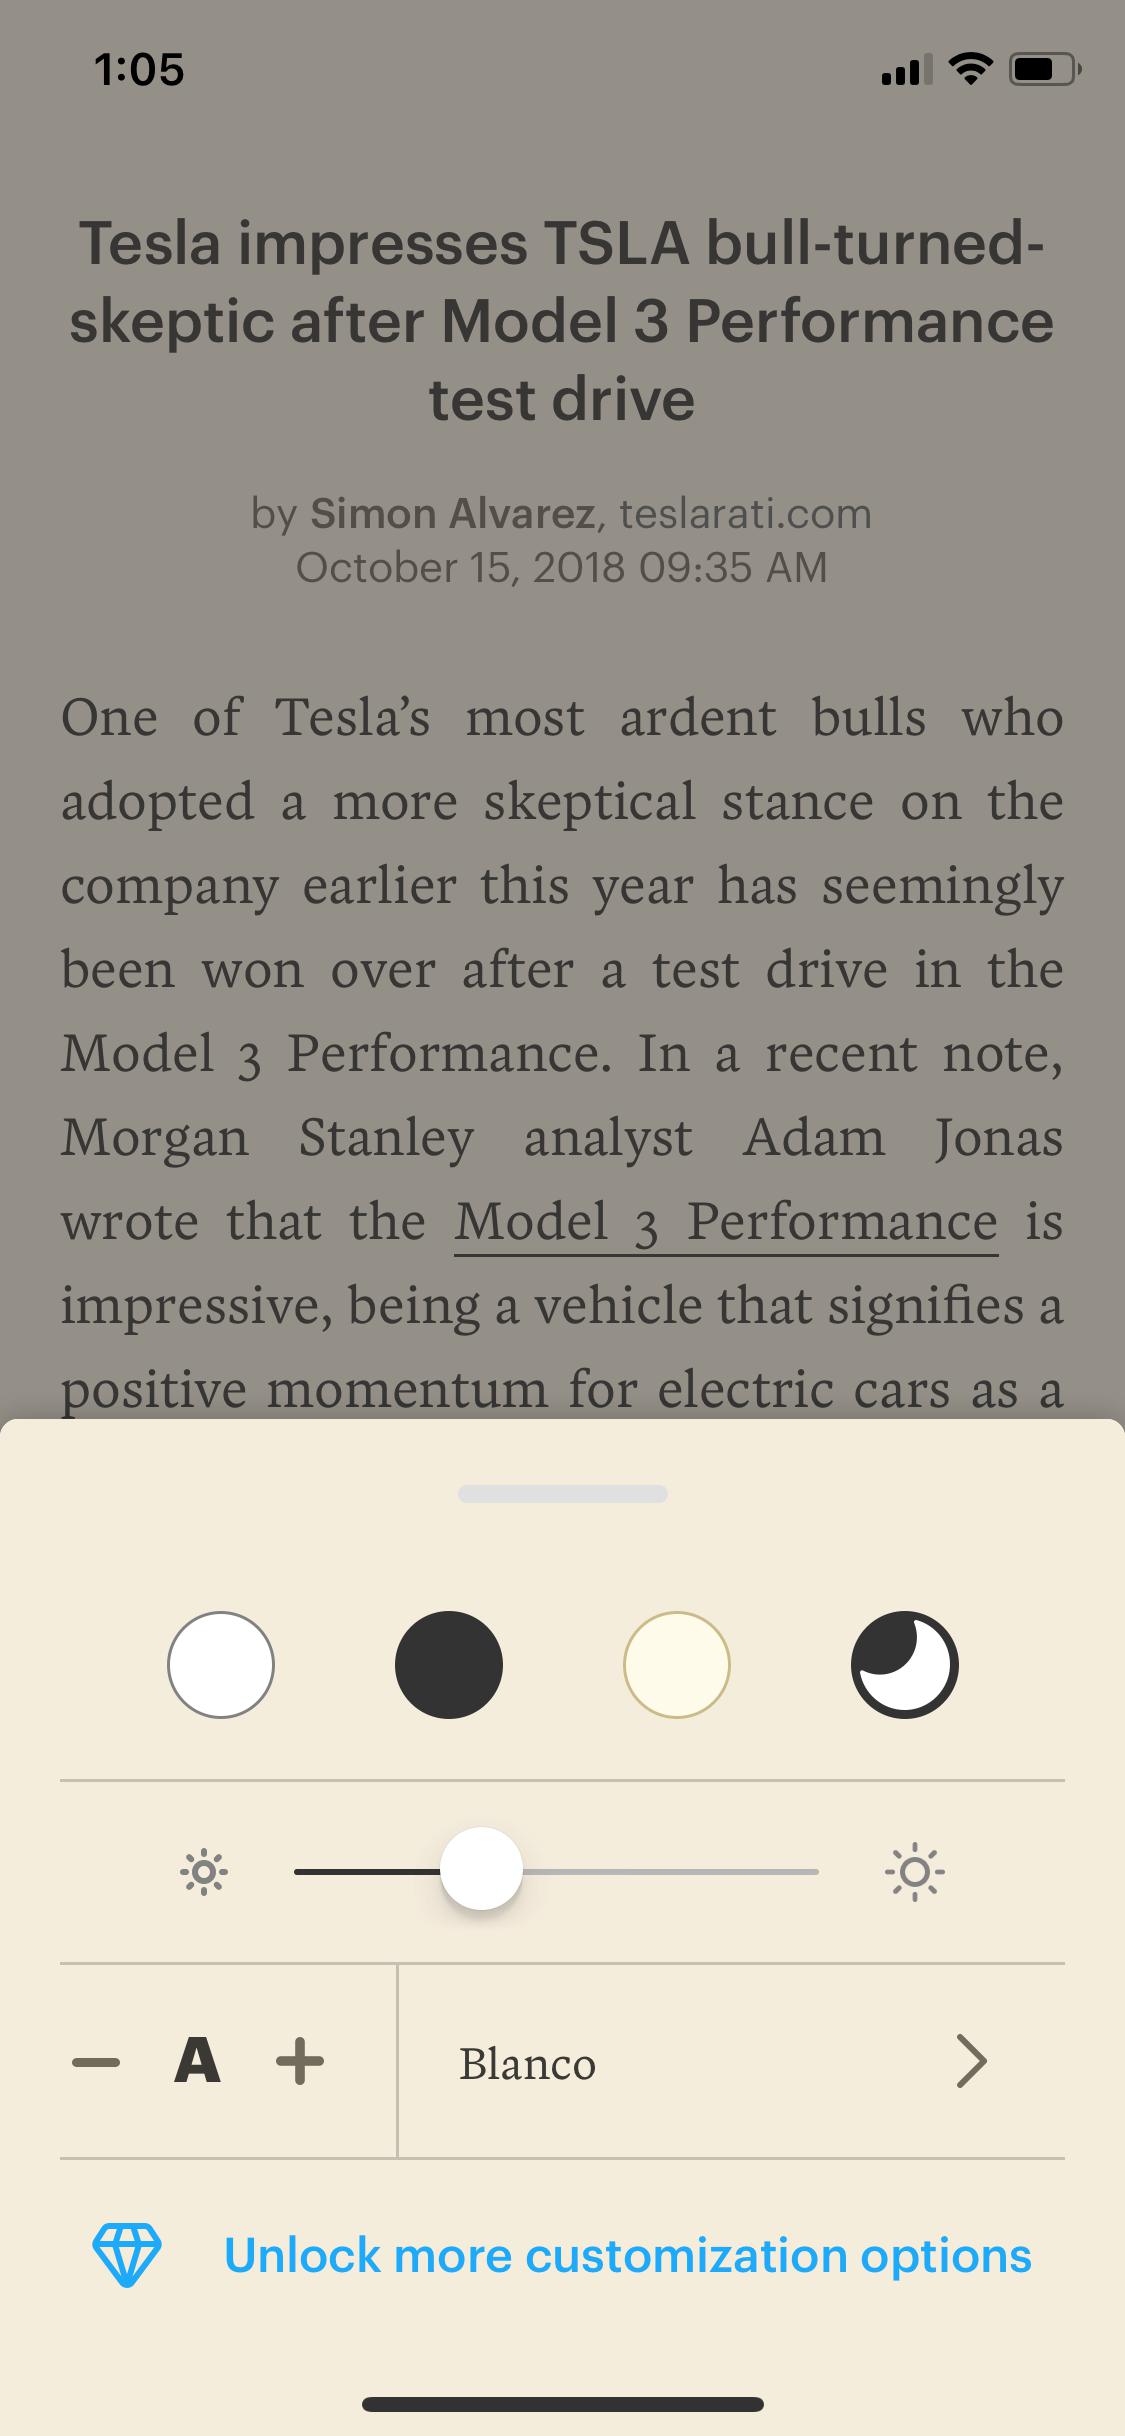 1:05
Tesla impresses TSLA bull-turned-
skeptic after Model 3 Performance
test drive
by Simon Alvarez, teslarati.com
October 15, 2018 09:35 AM
One of Tesla’s most ardent bulls who
adopted a more skeptical stance on the
company earlier this year has seemingly
been won over after a test drive in the
Model 3 Performance. In a recent note,
Morgan Stanley analyst Adam Jonas
wrote that the Model 3 Performance is
impressive, being a vehicle that signifies a
positive momentum for electric cars as a
A
Blanco
Unlock more customization options